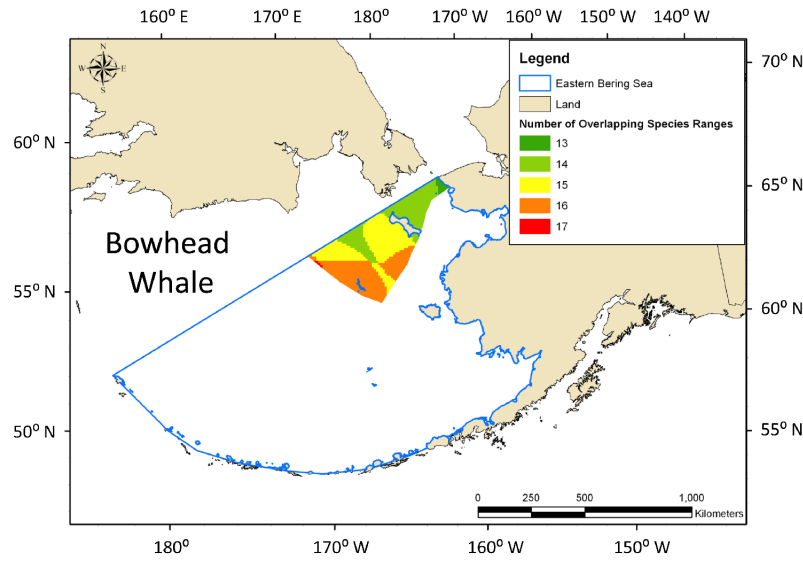 160° E 170° E 180° 170° W 160° W 150° W 140° W
N
W E
S
Legend
Eastern Bering Sea
Land
Number of Overlapping Species Ranges
13
14
15
16
17
70° N
60° N
65° N
Bowhead
Whale
55° N
60° N
50° N
55° N
0 250 500 1,000
Kilometers
180° 170° W 160° W 150° W